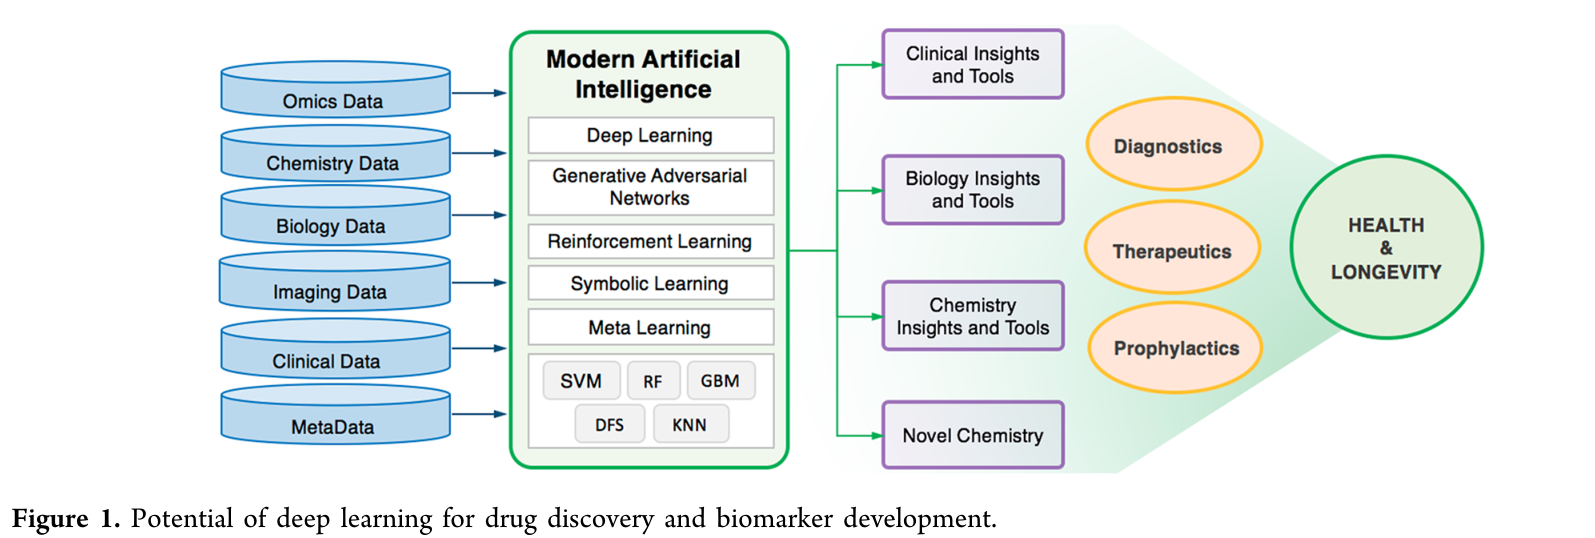 Omics Data
Chemistry Data
Biology Data
Imaging Data
Clinical Data
MetaData
Modern Artificial
Intelligence
Deep Learning
Generative Adversarial
Networks
Reinforcement Learning
Symbolic Learning
Meta Learning
SVM RF GBM
DFS KNN
Clinical Insights
and Tools
Biology Insights
and Tools
Chemistry
Insights and Tools
Novel Chemistry
Diagnostics
Therapeutics
Prophylactics
HEALTH
&
LONGEVITY
Figure 1. Potential of deep learning for drug discovery and biomarker development.